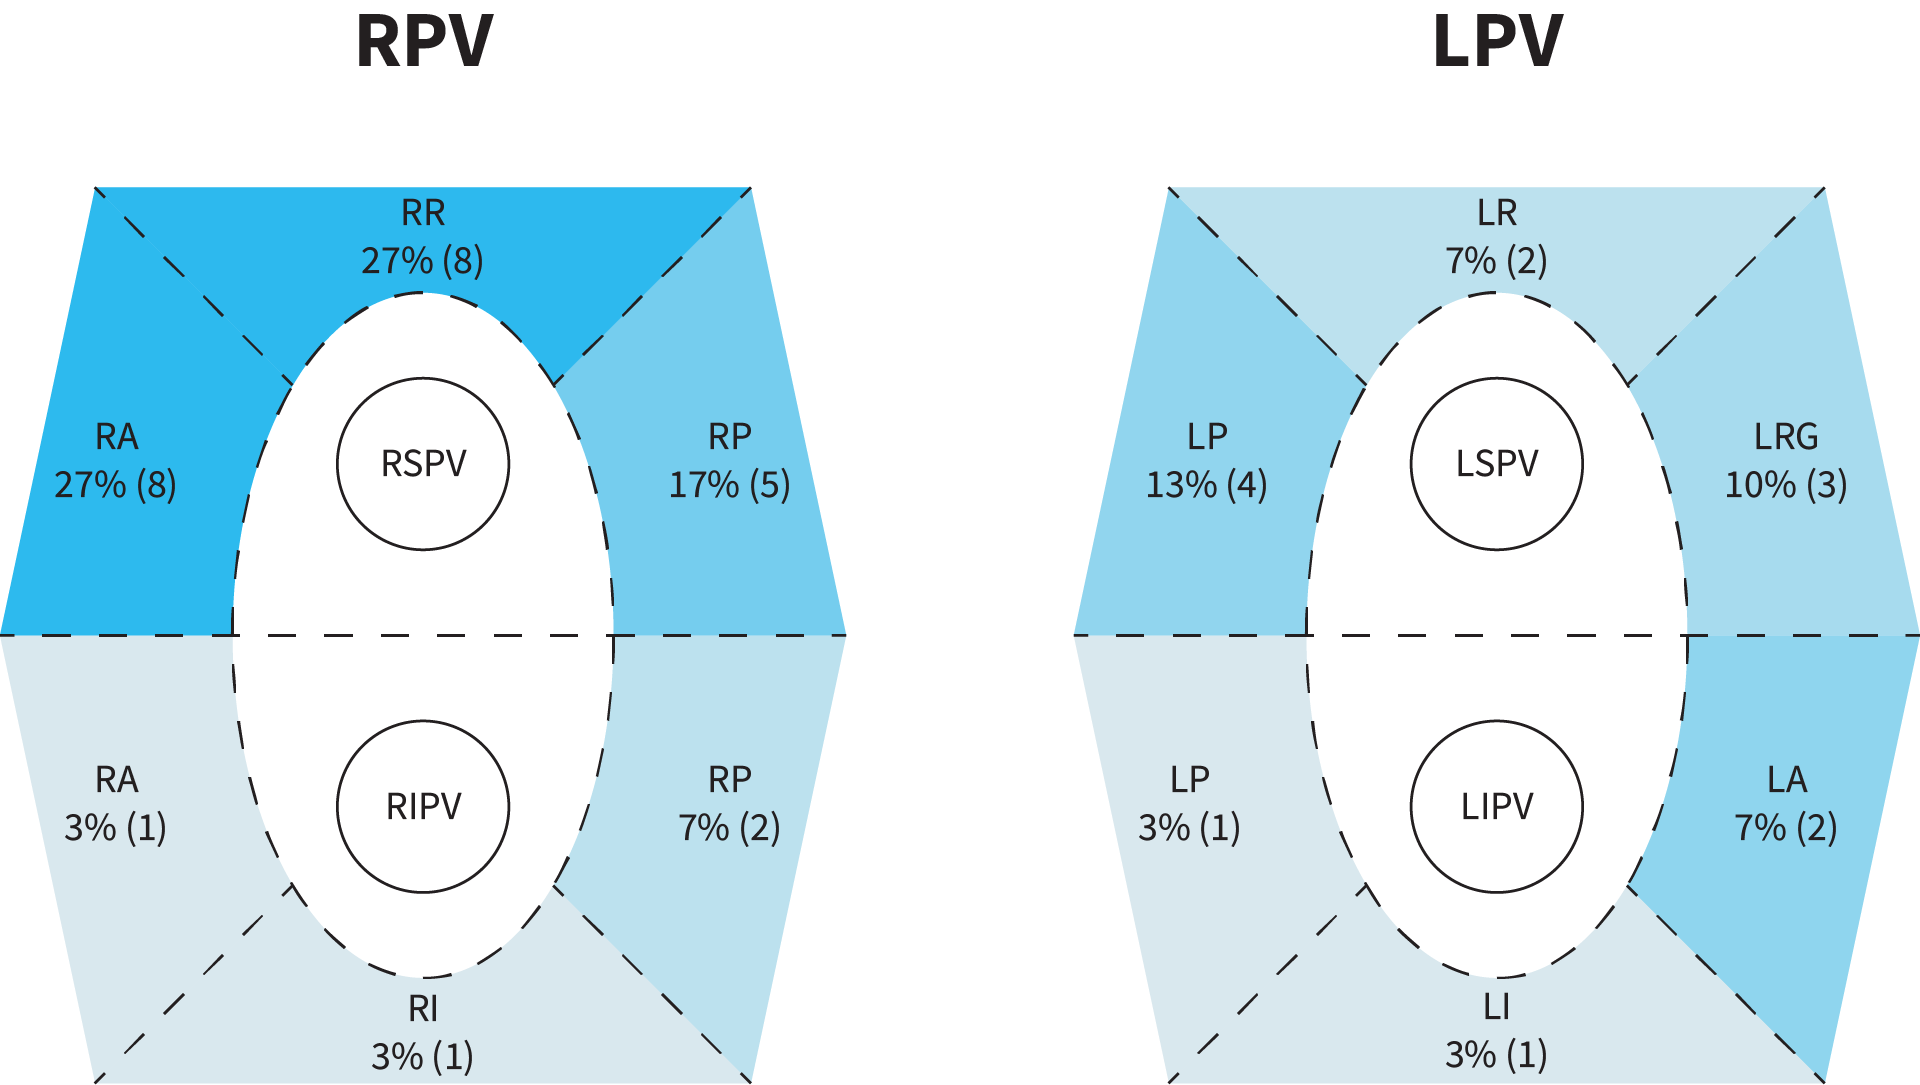 RPV
RR
27% (8)
RA
27% (8)
RSPV
RP
17% (5)
RA
3% (1)
RIPV
RP
7% (2)
RI
3% (1)
LPV
LR
7% (2)
LP
13% (4)
LSPV
LRG
10% (3)
LP
3% (1)
LIPV
LA
7% (2)
LI
3% (1)